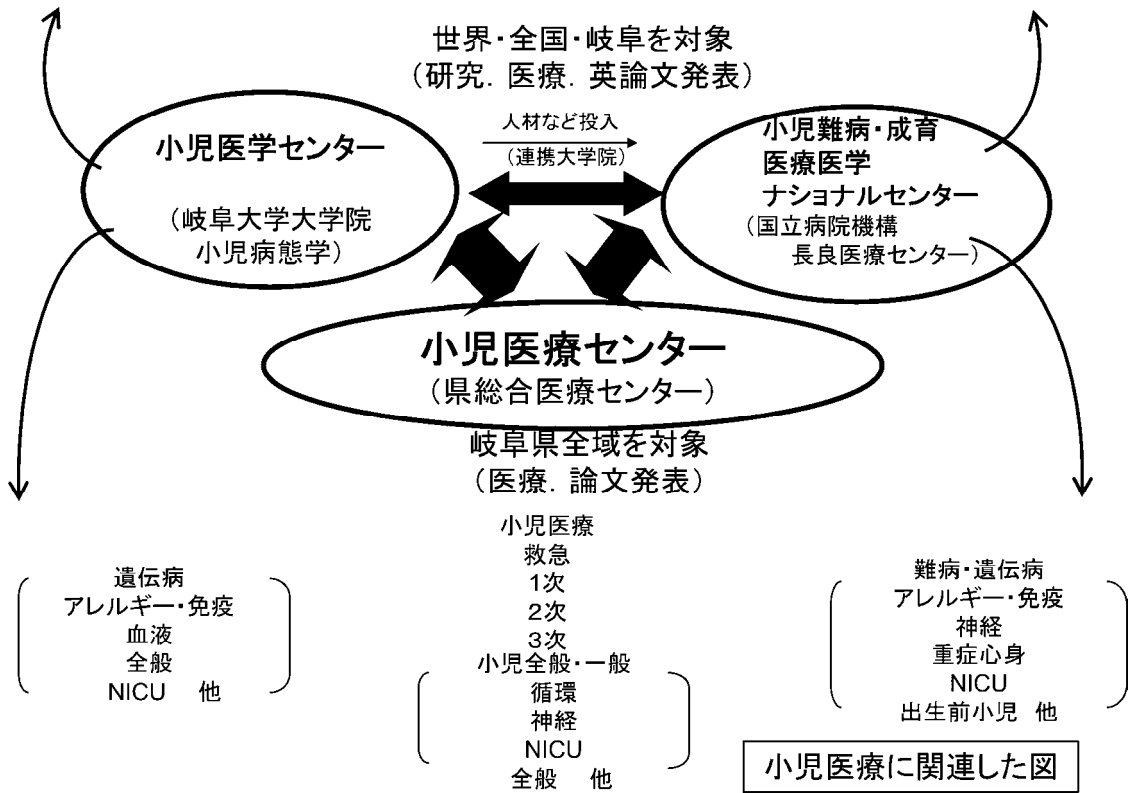 世界・全国・岐阜を対象
（研究．医療．英論文発表）
小児医学センター
（岐阜大学大学院
小児病態学）
人材など投入
（連携大学院）
小児難病・成育
医療医学
ナショナルセンター
（国立病院機構
長良医療センター）
小児医療センター
（県総合医療センター）
岐阜県全域を対象
（医療．論文発表）
遺伝病
アレルギー・免疫
血液
全般
NICU　他
小児医療
救急
1次
2次
3次
小児全般・一般
循環
神経
NICU
全般　他
難病・遺伝病
アレルギー・免疫
神経
重症心身
NICU
出生前小児 他
小児医療に関連した図